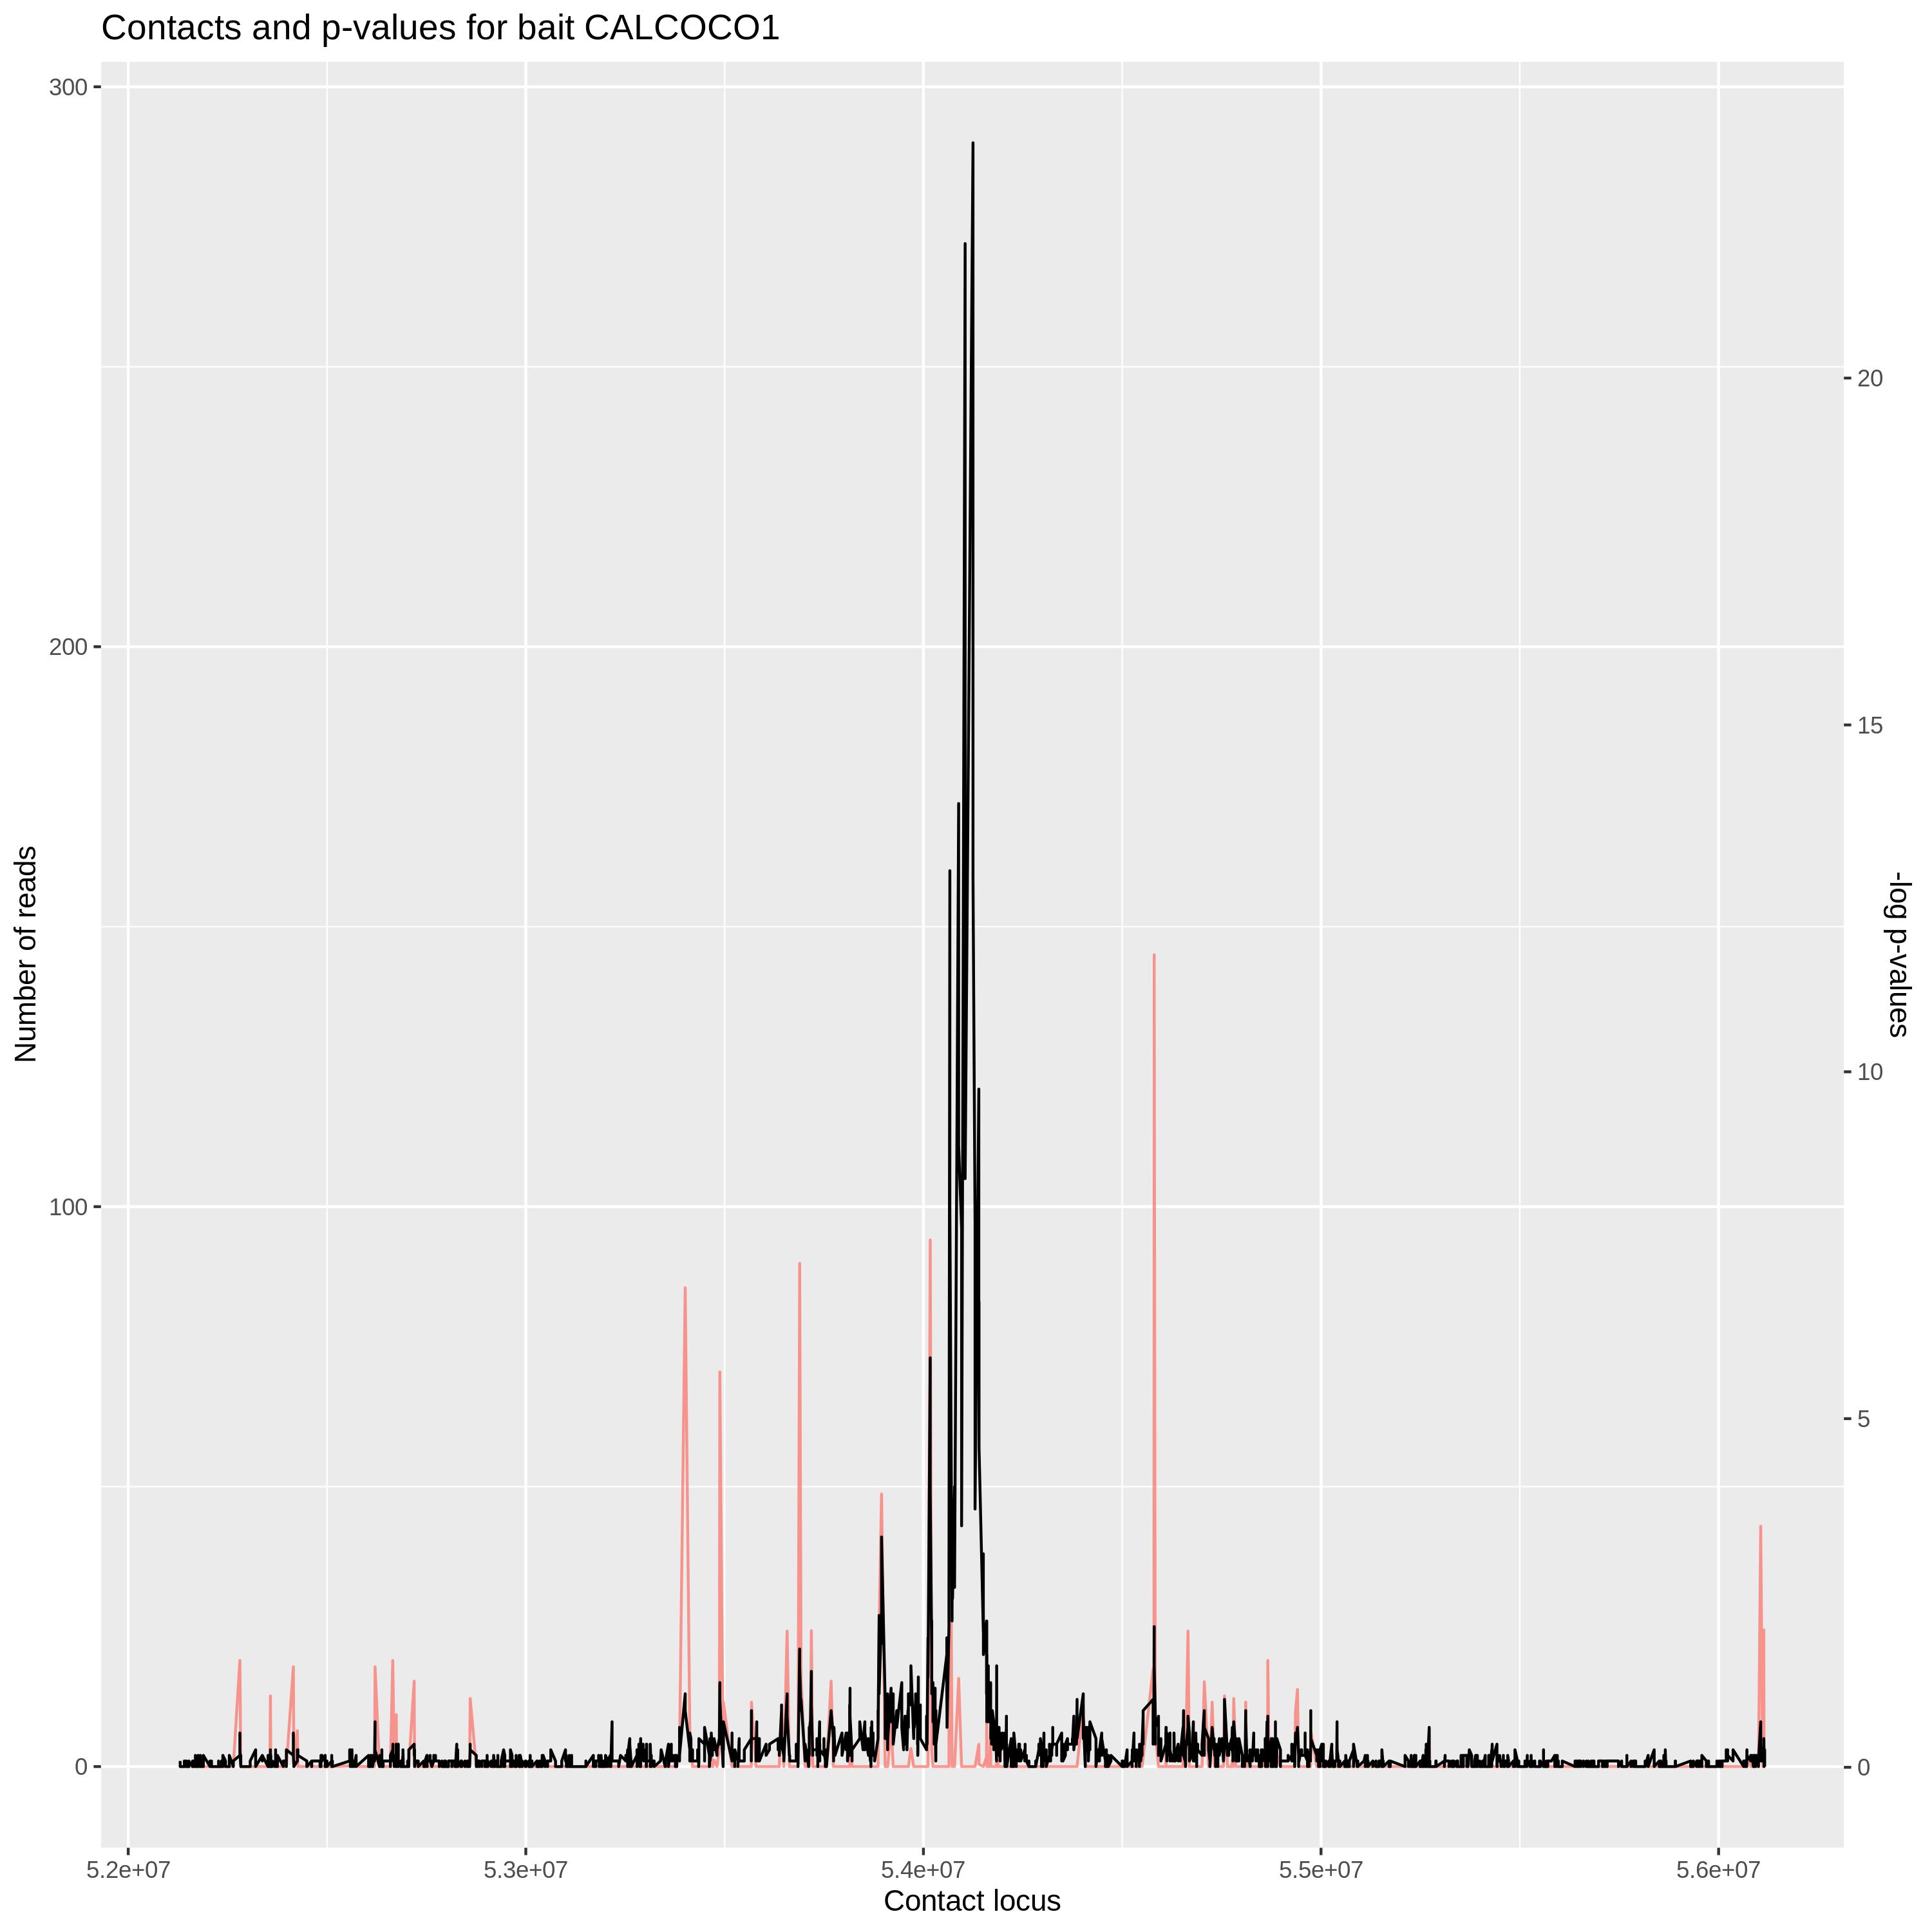 Contacts and p-values for bait CALCOCO1
300
200
100
0
Number of reads
20
15
10
5
0
-log p-values
5.2e+07
5.3e+07
5.4e+07
5.5e+07
5.6e+07
Contact locus